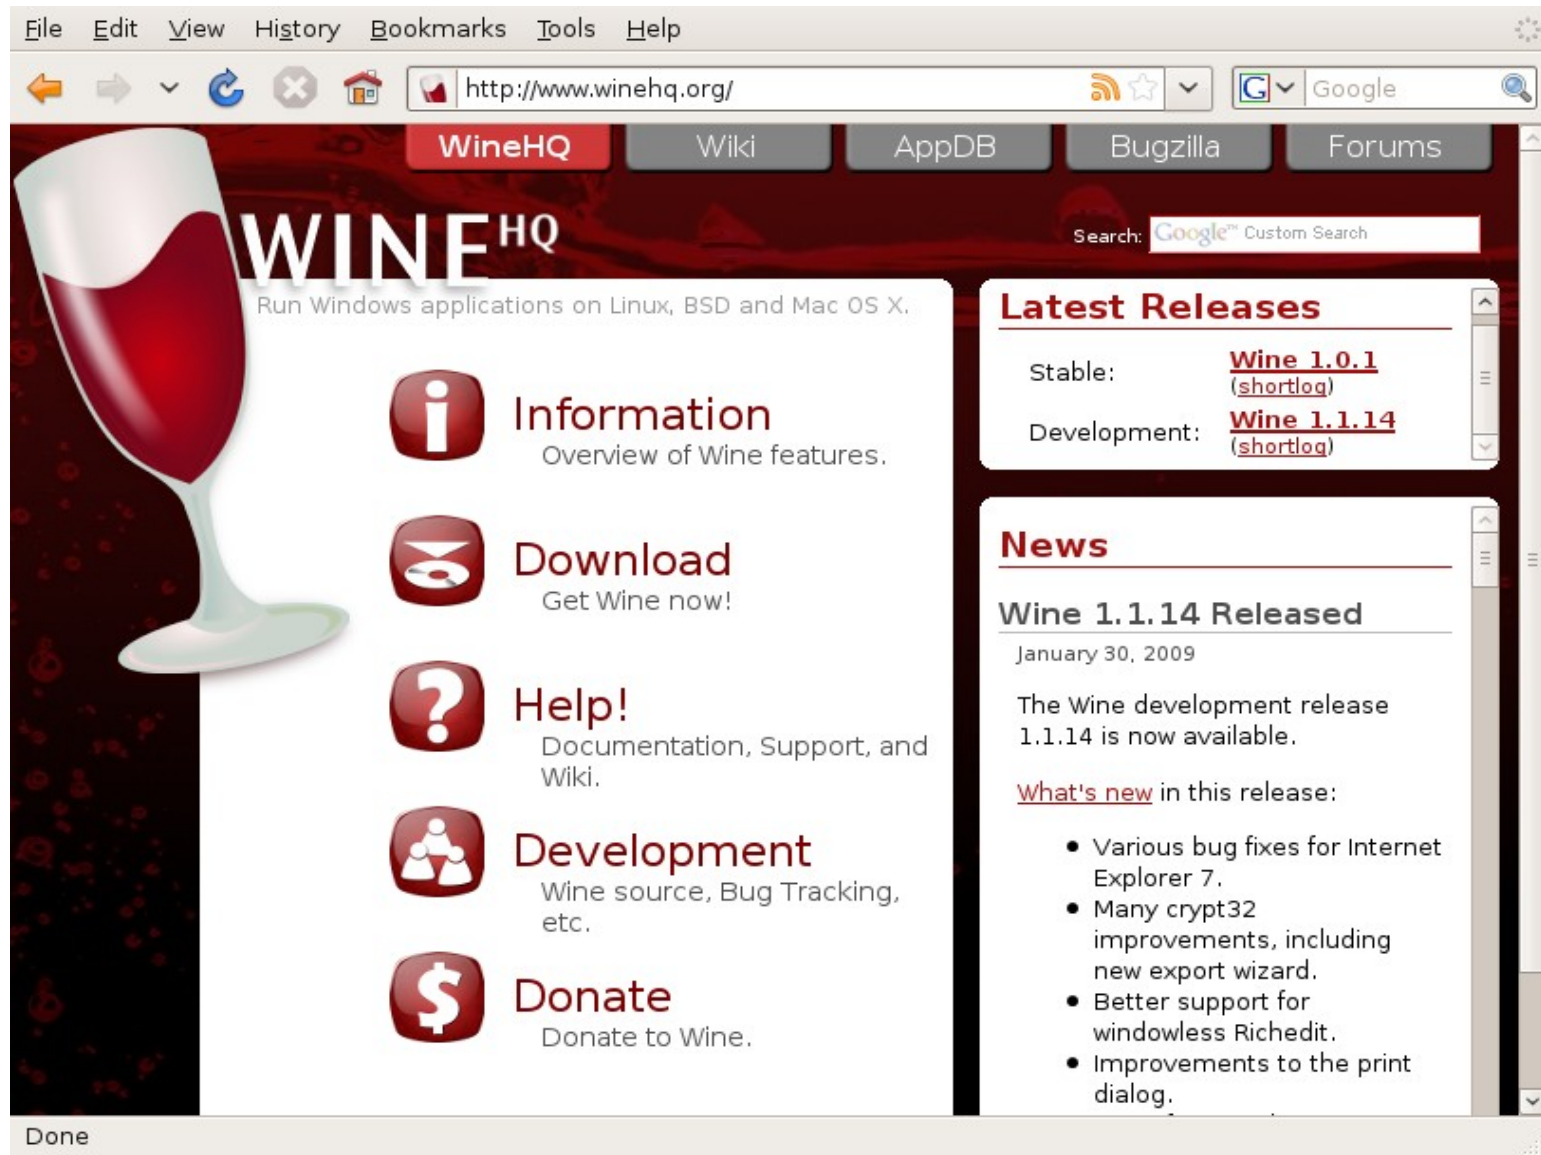 File Edit View History Bookmarks Tools Help
http://www.winehq.org/
G Google
WineHQ Wiki AppDB Bugzilla Forums
WINE HQ
Search: Google™ Custom Search
Run Windows applications on Linux, BSD and Mac OS X.
Information
Overview of Wine features.
Download
Get Wine now!
Help!
Documentation, Support, and
Wiki.
Development
Wine source, Bug Tracking,
etc.
Donate
Donate to Wine.
Latest Releases
Stable: Wine 1.0.1
(shortlog)
Development: Wine 1.1.14
(shortlog)
News
Wine 1.1.14 Released
January 30, 2009
The Wine development release
1.1.14 is now available.
What's new in this release:
• Various bug fixes for Internet
Explorer 7.
• Many crypt32
improvements, including
new export wizard.
• Better support for
windowless Richedit.
• Improvements to the print
dialog.
Done